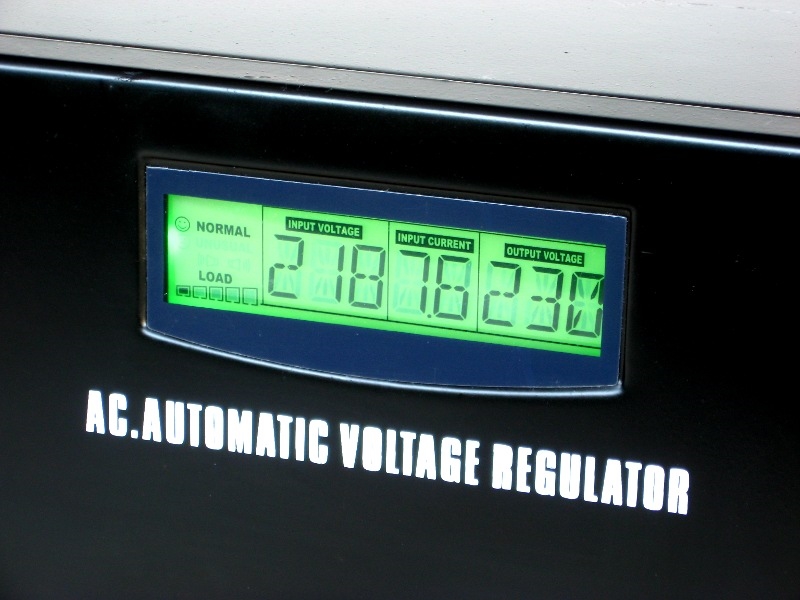 NORMAL
LOAD
INPUT VOLTAGE
218
INPUT CURRENT
7.6
OUTPUT VOLTAGE
230
AC.AUTOMATIC VOLTAGE REGULATOR